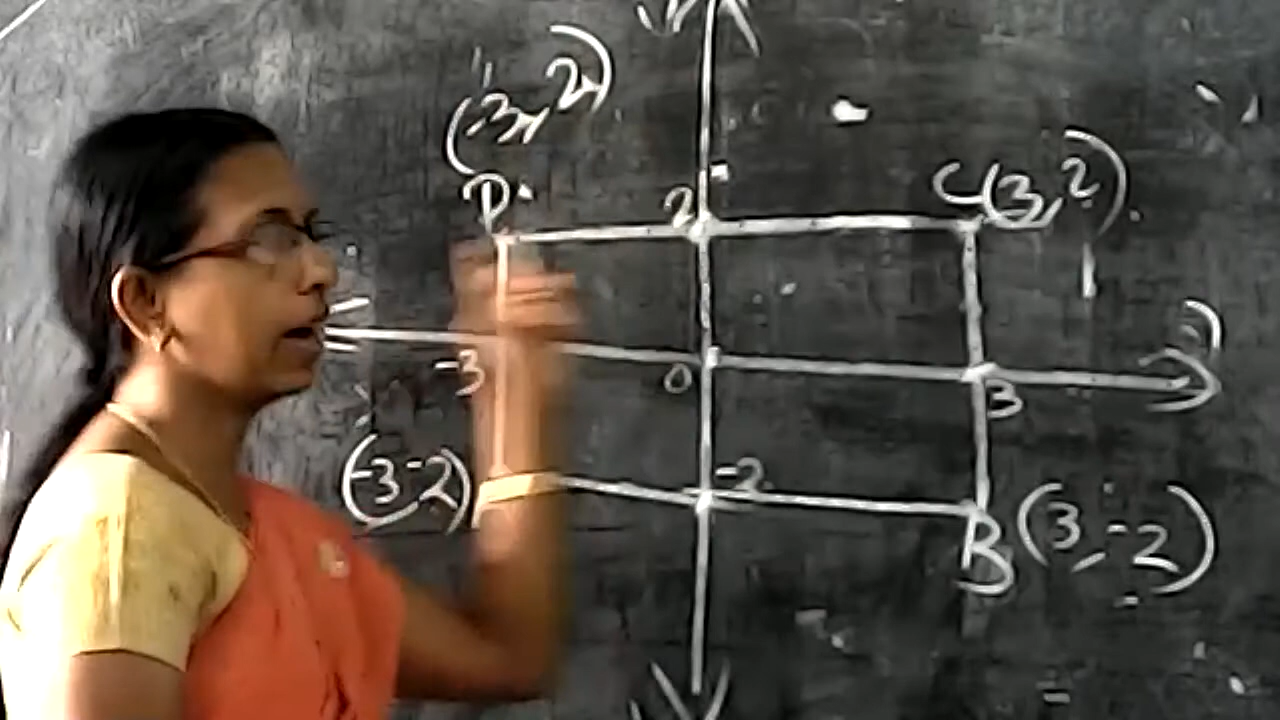 (-3, 2)
D
2
C(3, 2)
-3
0
3
(-3 -2)
-2
B(3, -2)